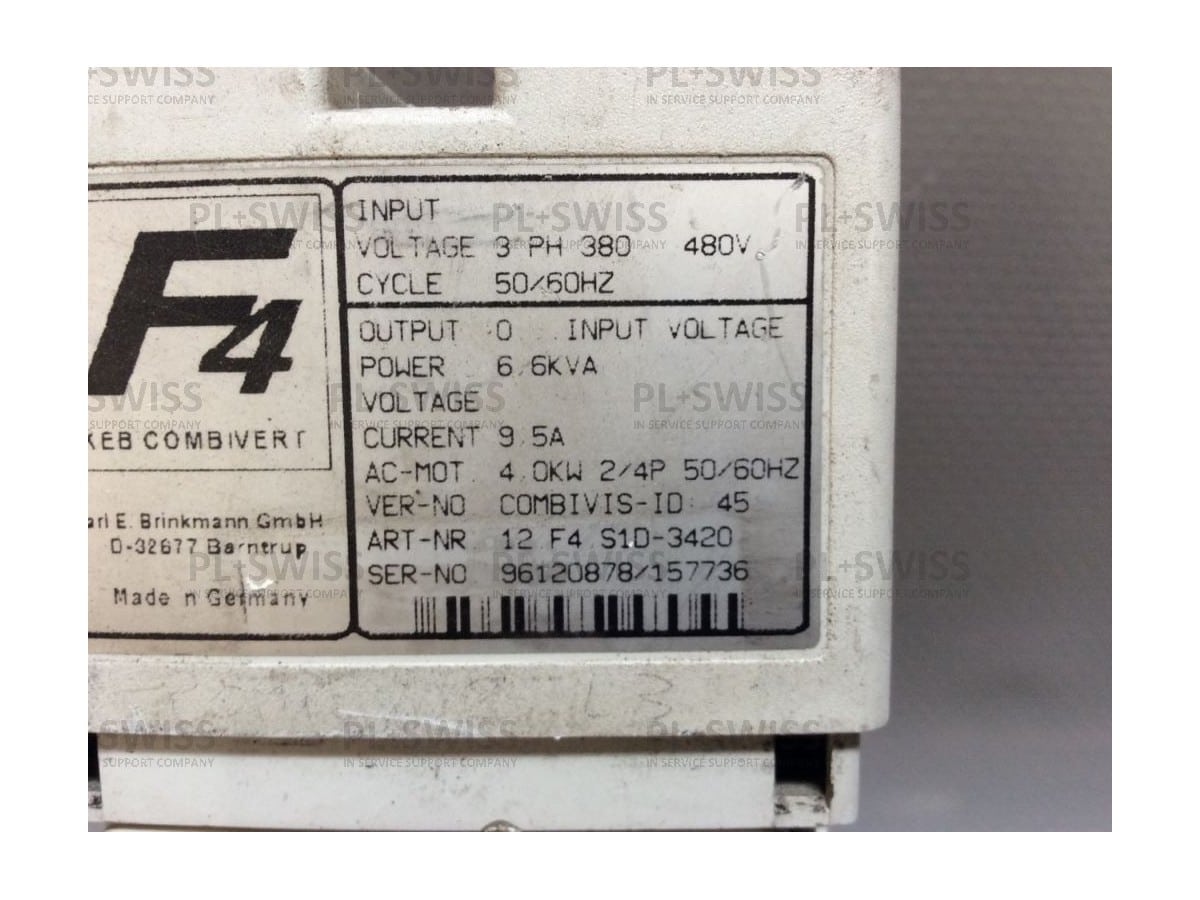 F4
KEB COMBIVERT
arl E. Brinkmann GmbH
D-32677 Barntrup
Made in Germany
INPUT
VOLTAGE 3 PH 380 480V
CYCLE 50/60HZ
OUTPUT 0 ... INPUT VOLTAGE
POWER 6,6KVA
VOLTAGE
CURRENT 9,5A
AC-MOT. 4.0KW 2/4P 50/60HZ
VER-NO COMBIVIS-ID: 45
ART-NR. 12.F4.S1D-3420
SER-NO 96120878/157736
PL+SWISS
IN SERVICE SUPPORT COMPANY